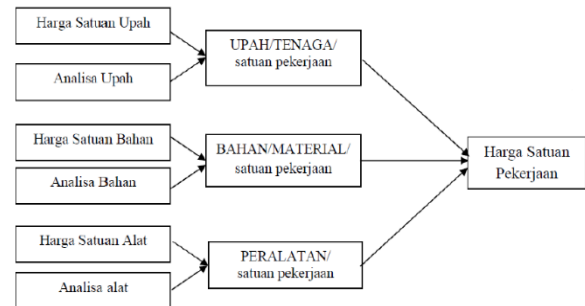 Harga Satuan Upah
Analisa Upah
UPAH/TENAGA/
satuan pekerjaan
Harga Satuan Bahan
Analisa Bahan
BAHAN/MATERIAL/
satuan pekerjaan
Harga Satuan Alat
Analisa alat
PERALATAN/
satuan pekerjaan
Harga Satuan
Pekerjaan